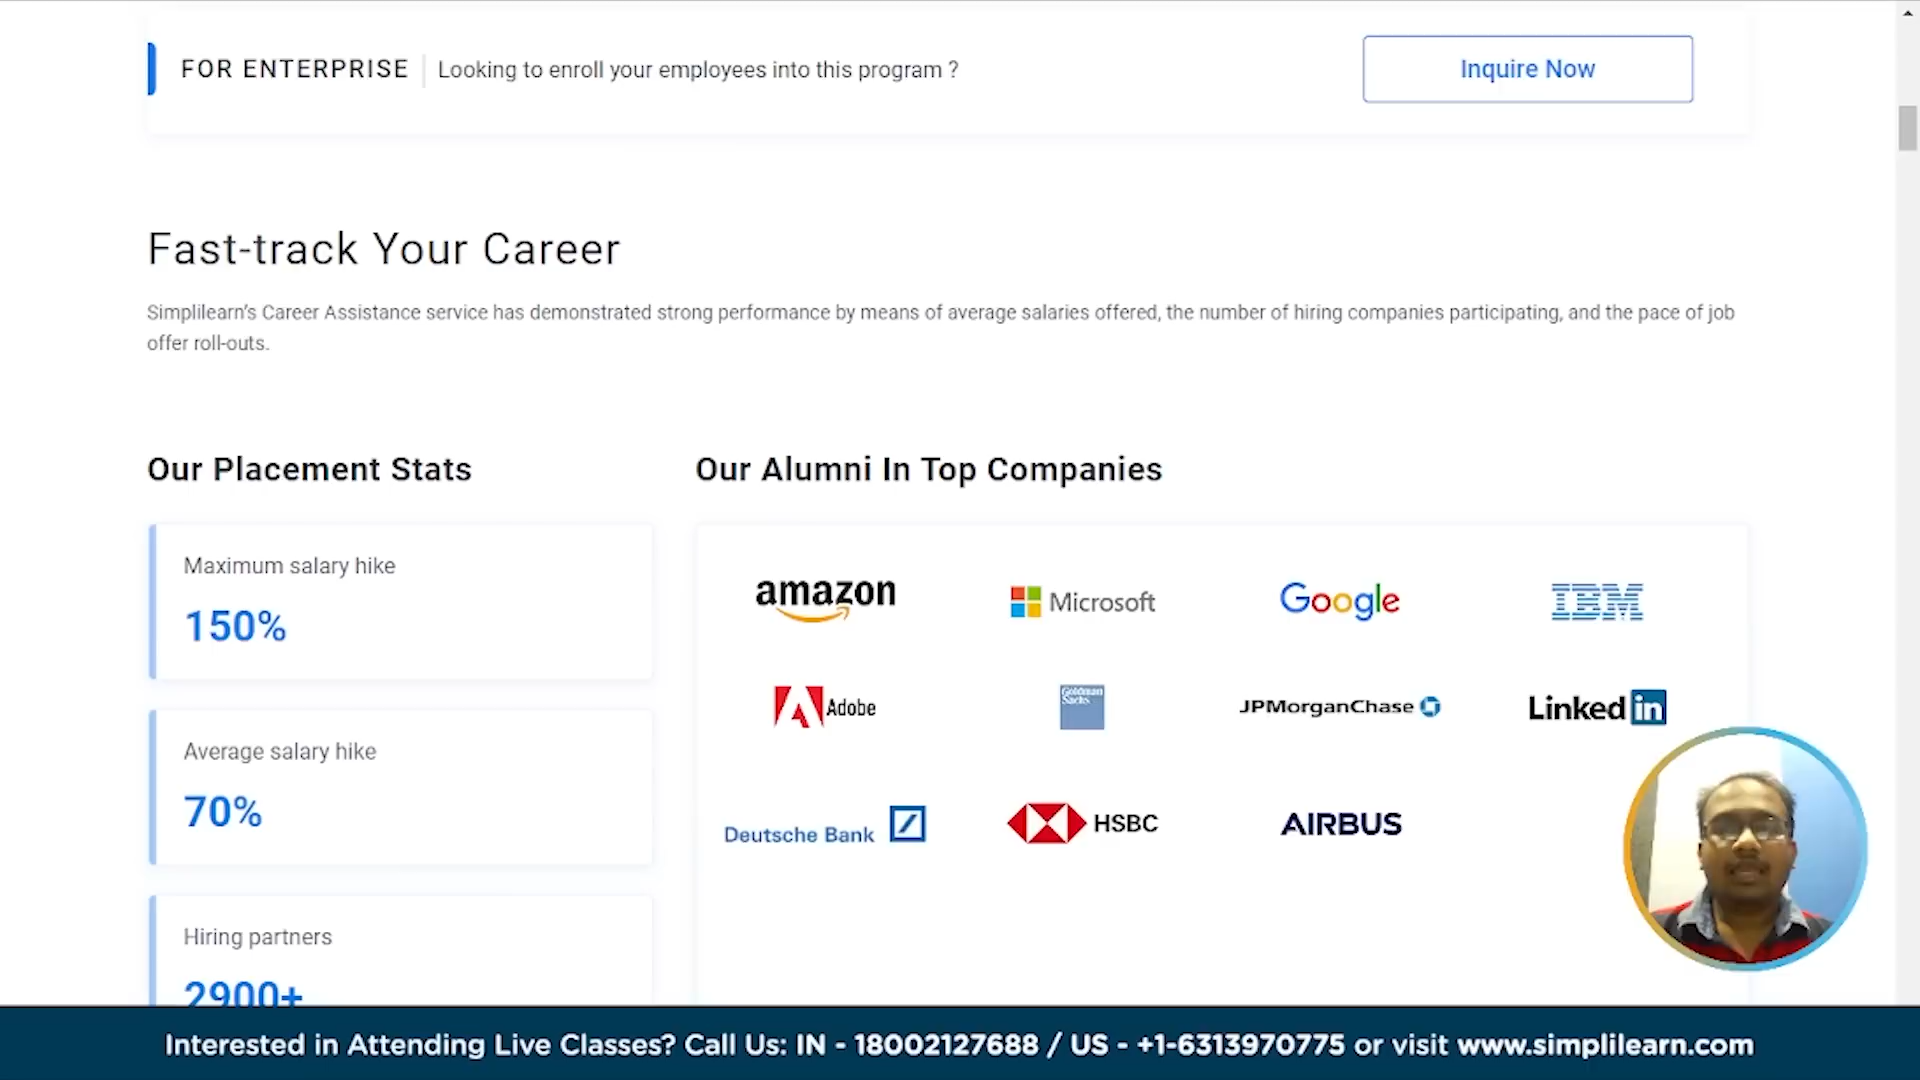 FOR ENTERPRISE
Looking to enroll your employees into this program ?
Inquire Now
Fast-track Your Career
Simplilearn’s Career Assistance service has demonstrated strong performance by means of average salaries offered, the number of hiring companies participating, and the pace of job
offer roll-outs.
Our Placement Stats
Maximum salary hike
150%
Average salary hike
70%
Hiring partners
2900+
Our Alumni In Top Companies
amazon
Microsoft
Google
IBM
Adobe
Goldman
Sachs
JPMorganChase
Linked in
Deutsche Bank
HSBC
AIRBUS
Interested in Attending Live Classes? Call Us: IN - 18002127688 / US - +1-6313970775 or visit www.simplilearn.com